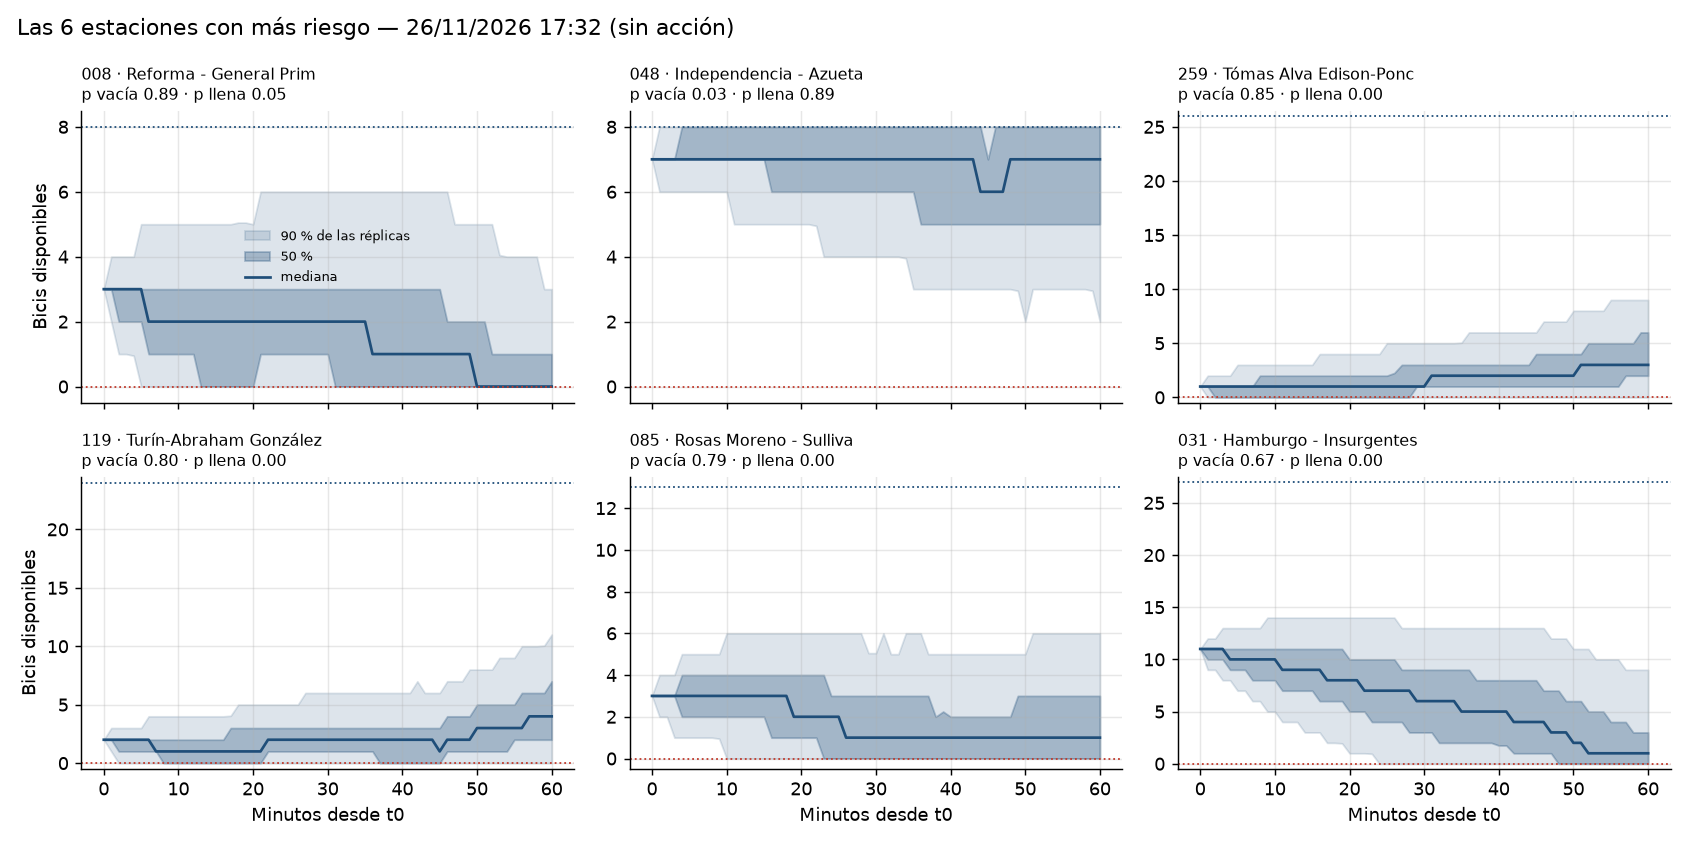 Las 6 estaciones con más riesgo — 26/11/2026 17:32 (sin acción)
008 · Reforma - General Prim
p vacía 0.89 · p llena 0.05
048 · Independencia - Azueta
p vacía 0.03 · p llena 0.89
259 · Tómas Alva Edison-Ponc
p vacía 0.85 · p llena 0.00
Bicis disponibles
8
6
4
2
0
90 % de las réplicas
50 %
mediana
8
6
4
2
0
25
20
15
10
5
0
119 · Turín-Abraham González
p vacía 0.80 · p llena 0.00
085 · Rosas Moreno - Sulliva
p vacía 0.79 · p llena 0.00
031 · Hamburgo - Insurgentes
p vacía 0.67 · p llena 0.00
Bicis disponibles
20
15
10
5
0
0 10 20 30 40 50 60
Minutos desde t0
12
10
8
6
4
2
0
0 10 20 30 40 50 60
Minutos desde t0
25
20
15
10
5
0
0 10 20 30 40 50 60
Minutos desde t0